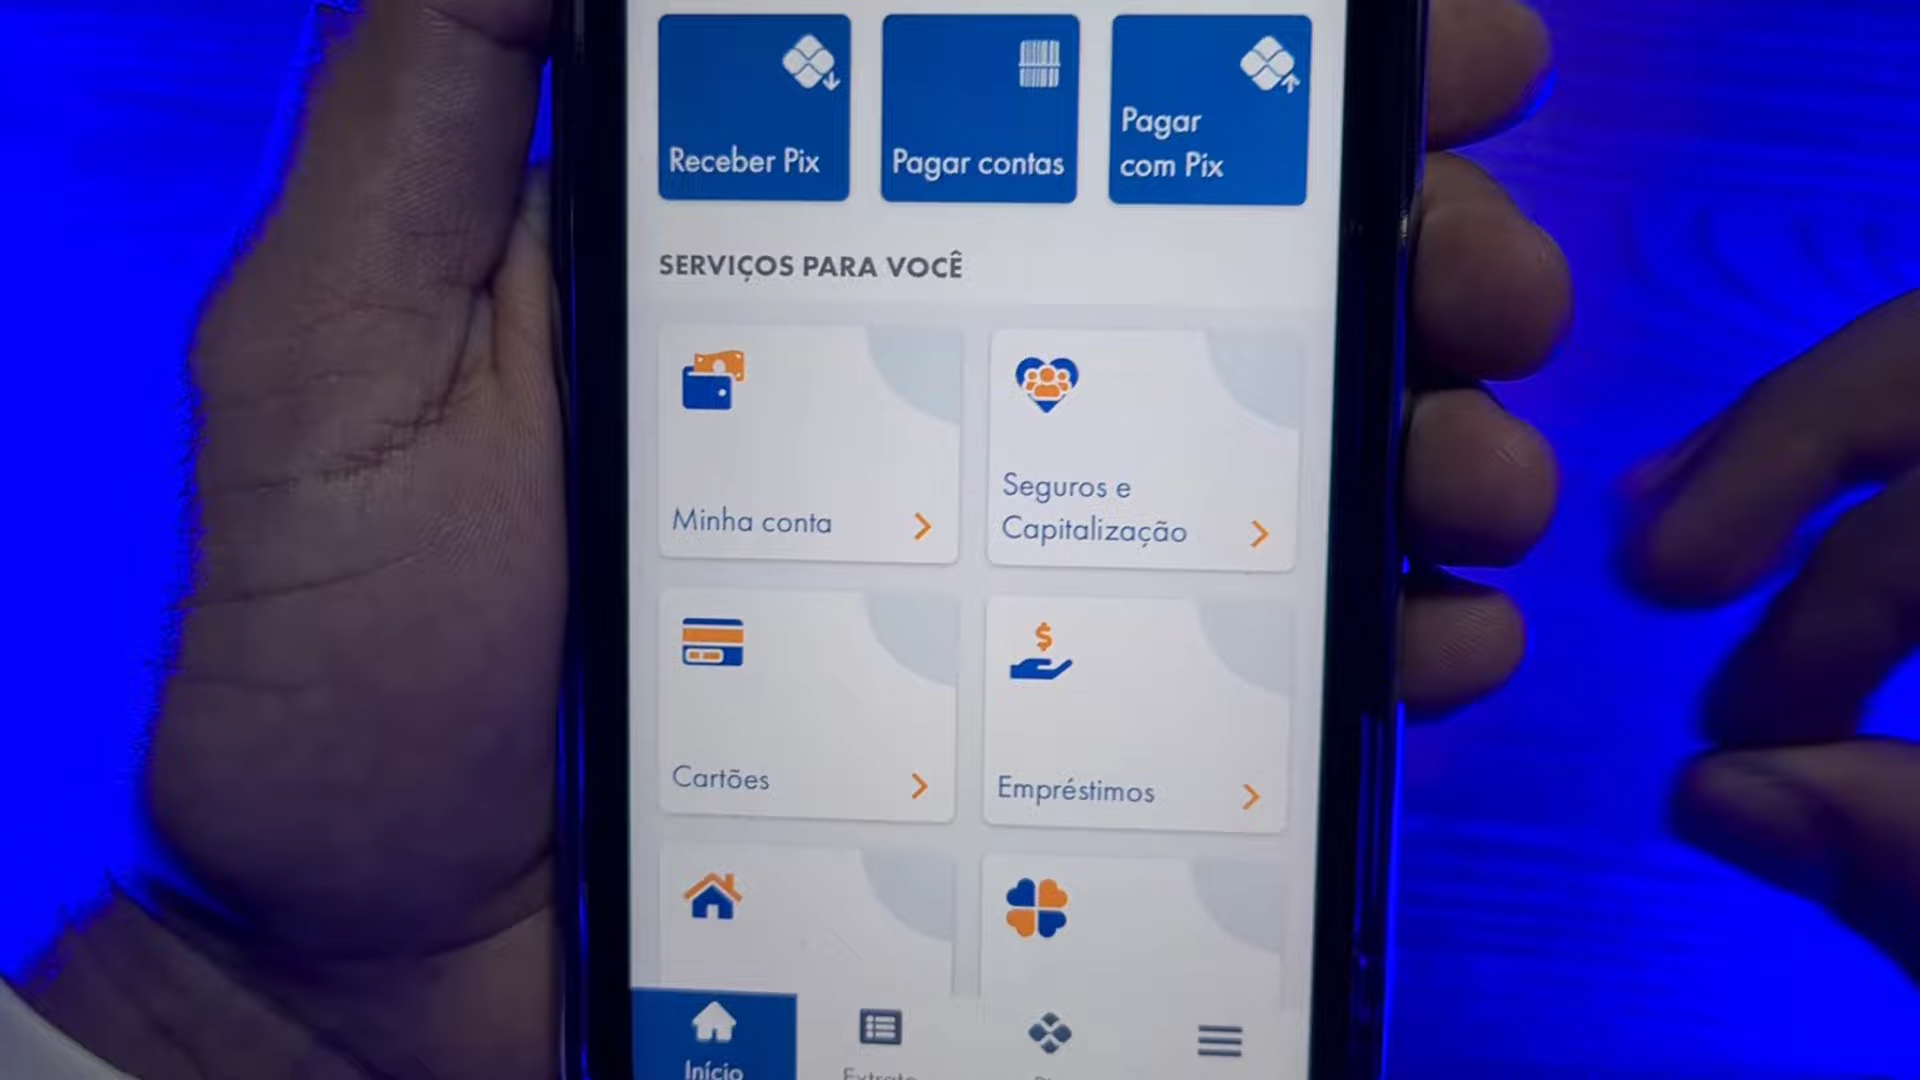 Receber Pix
Pagar contas
Pagar
com Pix
SERVIÇOS PARA VOCÊ
Minha conta
Seguros e
Capitalização
Cartões
Empréstimos
Início
Extrato